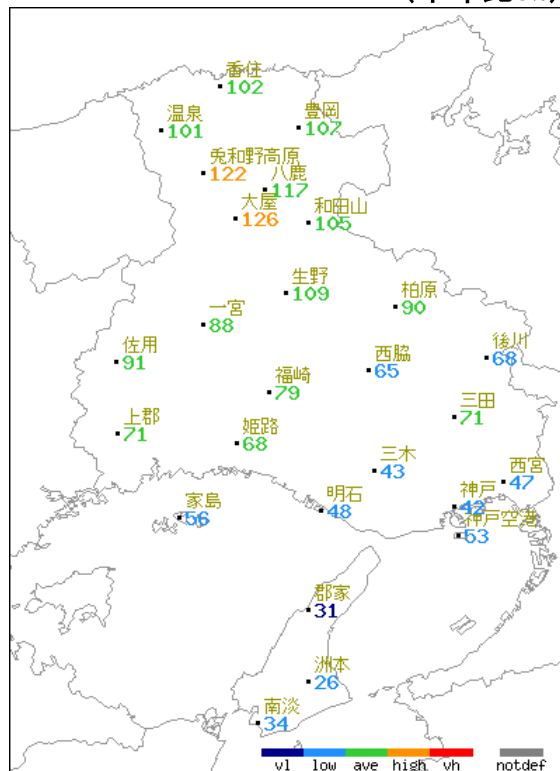 香住
102
温泉
101
豊岡
107
兎和野高原
122
八鹿
117
大屋
126
和田山
105
生野
109
柏原
90
一宮
88
後川
68
佐用
91
西脇
65
福崎
79
三田
71
上郡
71
姫路
68
三木
43
西宮
47
神戸
42
家島
56
明石
48
神戸空港
53
郡家
31
洲本
26
南淡
34
vl low ave high vh notdef